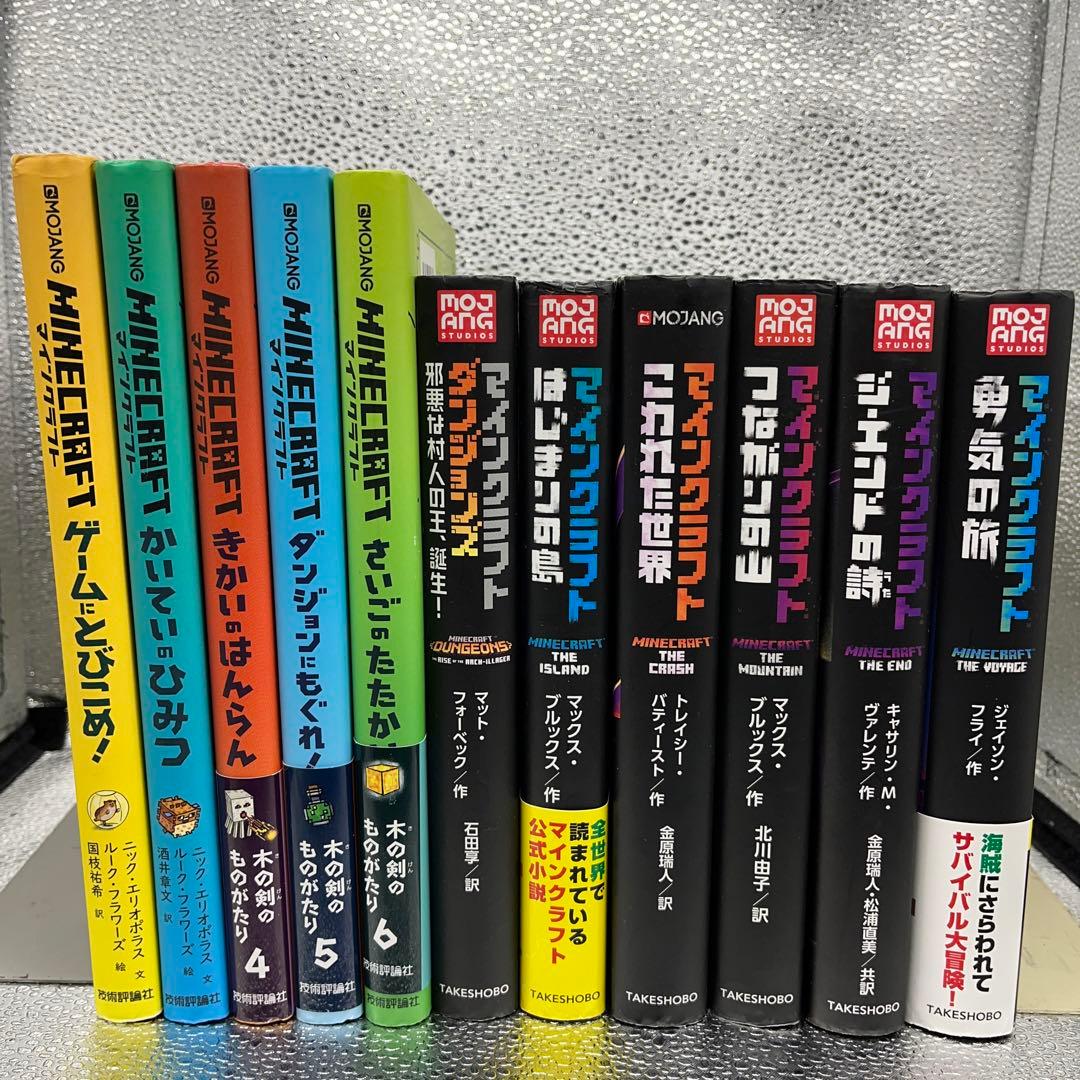 MOJANG
MINECRAFT
マインクラフト
ゲームにとびこめ!
ニック・エリオポラス 文
ルーク・フラワーズ 絵
国枝祐希 訳
技術評論社
MOJANG
MINECRAFT
マインクラフト
かいていのひみつ
ニック・エリオポラス 文
ルーク・フラワーズ 絵
酒井章文 訳
技術評論社
MOJANG
MINECRAFT
マインクラフト
きかいのはんらん
木の剣の
けん
ものがたり
4
技術評論社
MOJANG
MINECRAFT
マインクラフト
ダンジョンにもぐれ!
木の剣の
けん
ものがたり
5
技術評論社
MOJANG
MINECRAFT
マインクラフト
さいごのたたか
木の剣の
き けん
ものがたり
6
技術評論社
MOJANG
STUDIOS
マインクラフト
ダンジョンズ
邪悪な村人の王、誕生!
MINECRAFT
DUNGEONS
THE RISE OF THE ARCH-ILLAGER
マット・
フォーベック/作
石田享/訳
TAKESHOBO
MOJANG
STUDIOS
マインクラフト
はじまりの島
MINECRAFT
THE ISLAND
マックス・
ブルックス/作
全世界で
読まれている
マインクラフト
公式小説
TAKESHOBO
MOJANG
マインクラフト
こわれた世界
MINECRAFT
THE CRASH
トレイシー・
バティースト/作
金原瑞人/訳
TAKESHOBO
MOJANG
STUDIOS
マインクラフト
つながりの山
MINECRAFT
THE MOUNTAIN
マックス・
ブルックス/作
北川由子/訳
TAKESHOBO
MOJANG
STUDIOS
マインクラフト
ジ・エンドの詩
うた
MINECRAFT
THE END
キャサリン・M・
ヴァレンテ/作
金原瑞人・松浦直美/共訳
TAKESHOBO
MOJANG
STUDIOS
マインクラフト
勇気の旅
MINECRAFT
THE VOYAGE
ジェイソン・
フライ/作
海賊にさらわれて
サバイバル大冒険!
TAKESHOBO